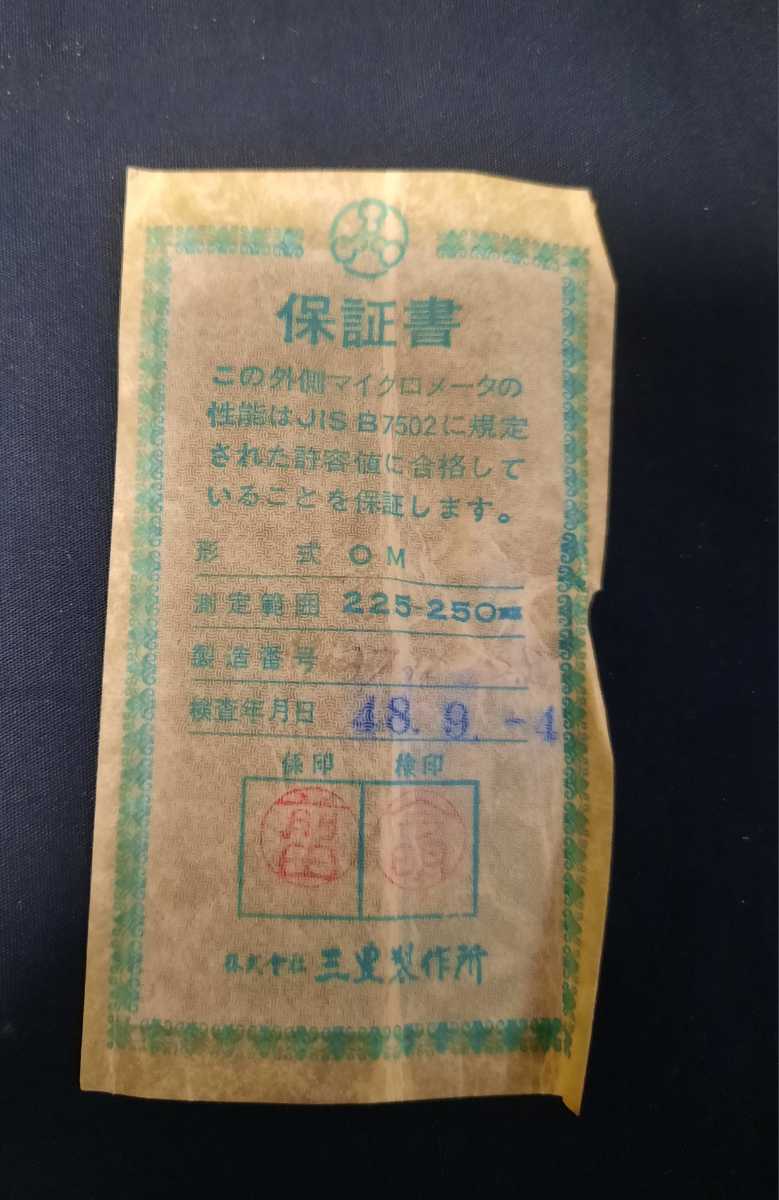 保証書
この外側マイクロメータの
性能はJIS B7502に規定
された許容値に合格して
いることを保証します。
形 式 OM
測定範囲 225-250mm
製造番号
検査年月日 48.9.-4
係印 検印
株式會社 三豊製作所